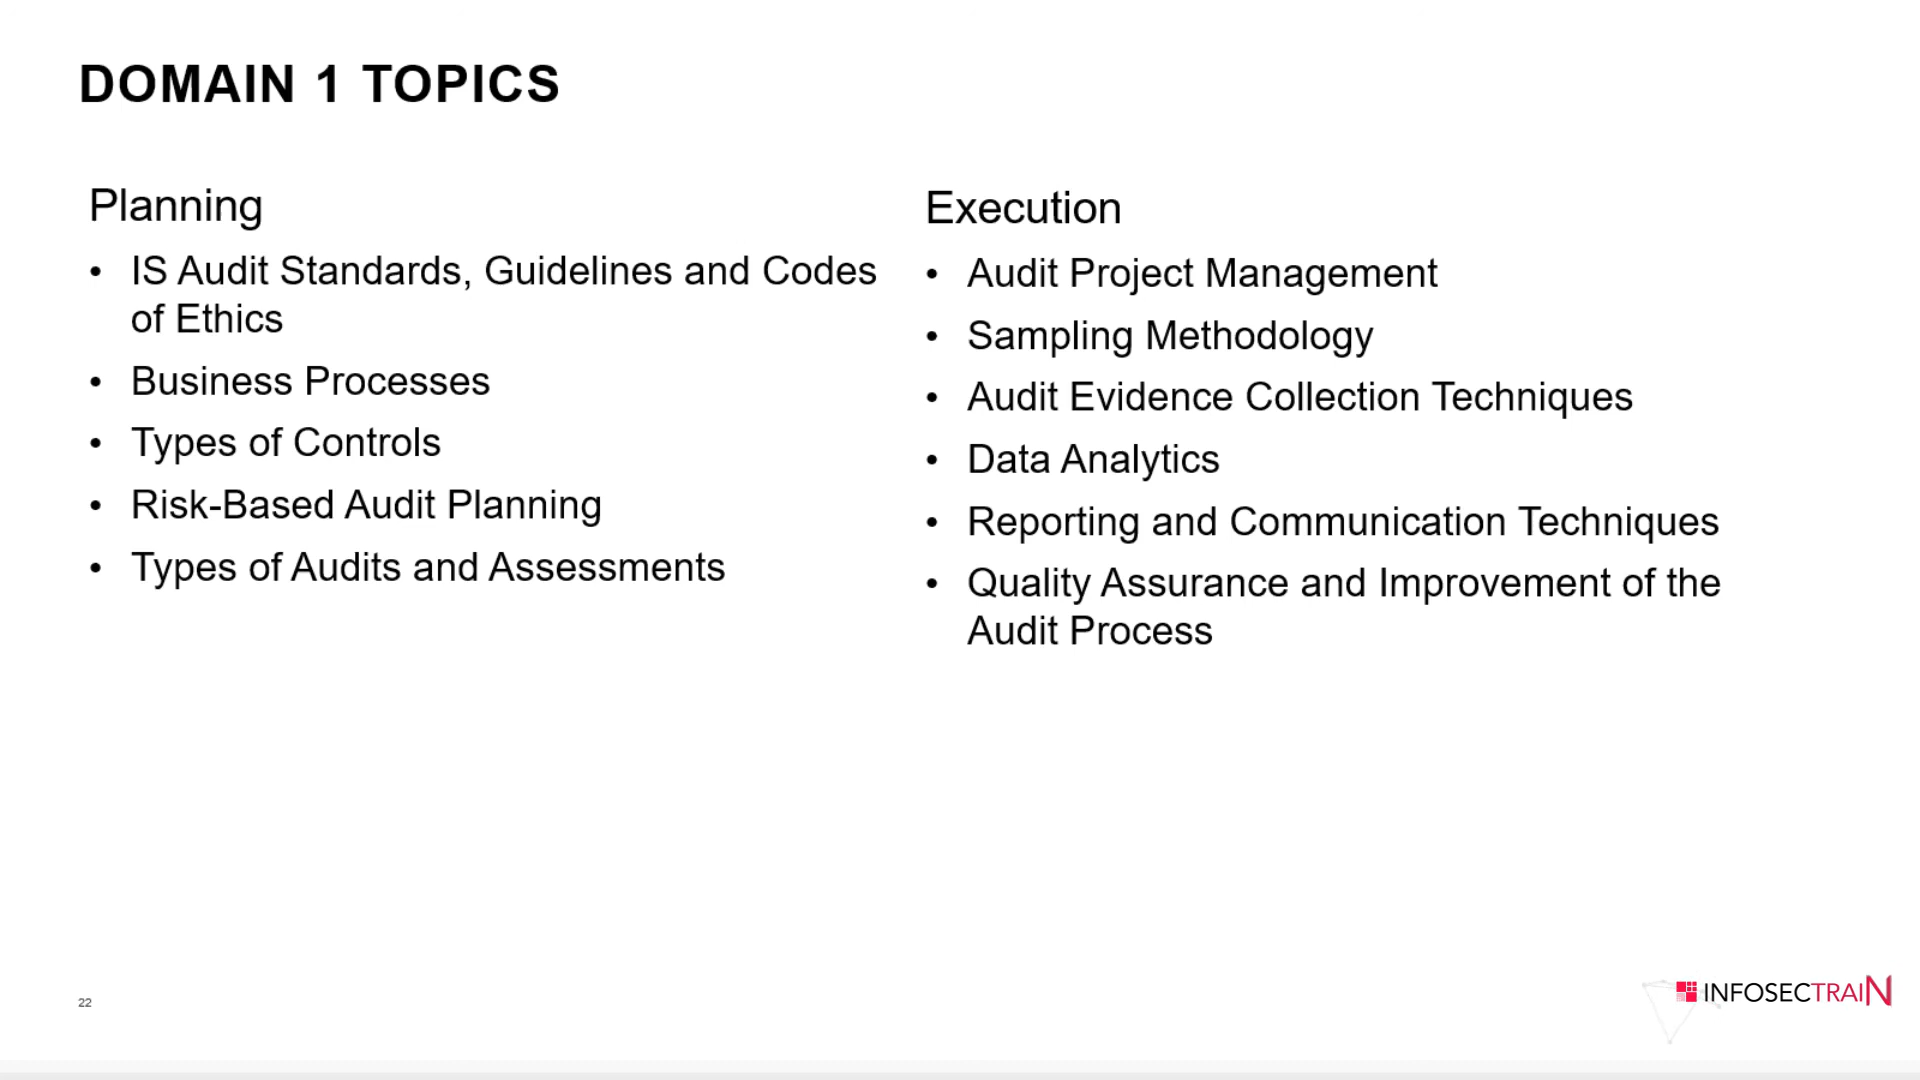 DOMAIN 1 TOPICS
Planning
• IS Audit Standards, Guidelines and Codes
of Ethics
• Business Processes
• Types of Controls
• Risk-Based Audit Planning
• Types of Audits and Assessments
Execution
• Audit Project Management
• Sampling Methodology
• Audit Evidence Collection Techniques
• Data Analytics
• Reporting and Communication Techniques
• Quality Assurance and Improvement of the
Audit Process
22
INFOSECTRAIN